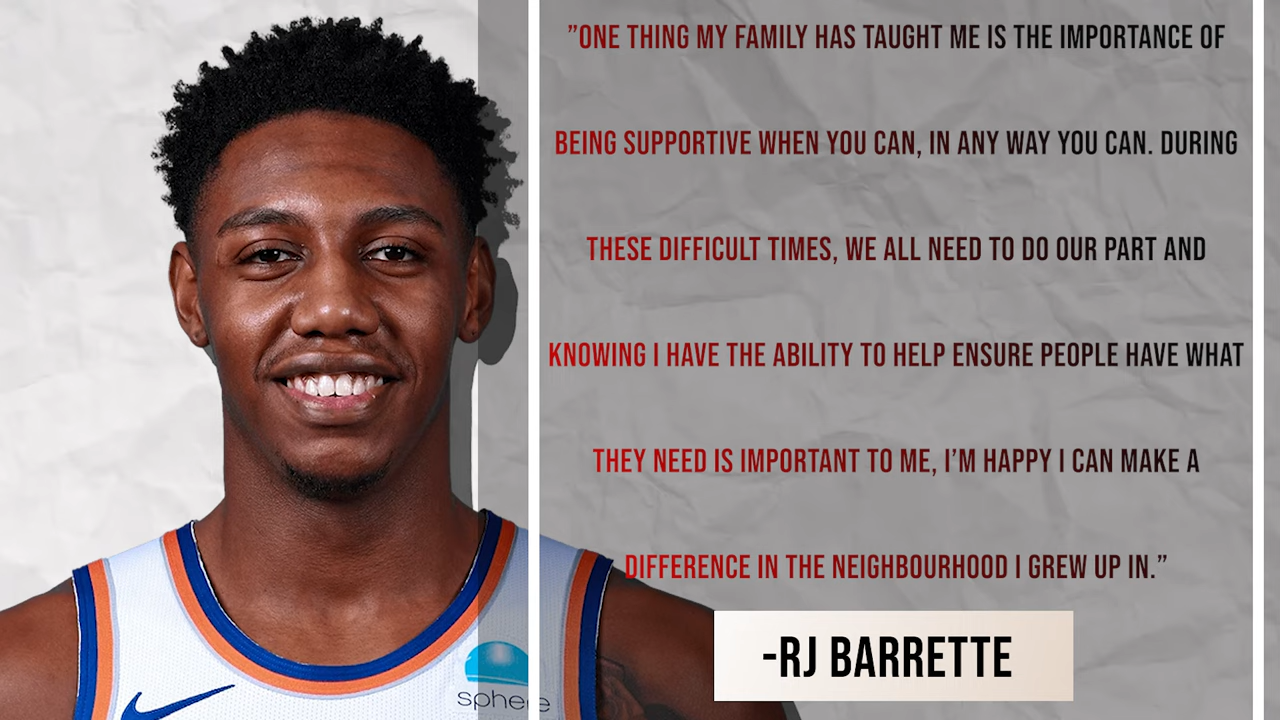 ”ONE THING MY FAMILY HAS TAUGHT ME IS THE IMPORTANCE OF
BEING SUPPORTIVE WHEN YOU CAN, IN ANY WAY YOU CAN. DURING
THESE DIFFICULT TIMES, WE ALL NEED TO DO OUR PART AND
KNOWING I HAVE THE ABILITY TO HELP ENSURE PEOPLE HAVE WHAT
THEY NEED IS IMPORTANT TO ME, I’M HAPPY I CAN MAKE A
DIFFERENCE IN THE NEIGHBOURHOOD I GREW UP IN.”
-RJ BARRETTE
sphere